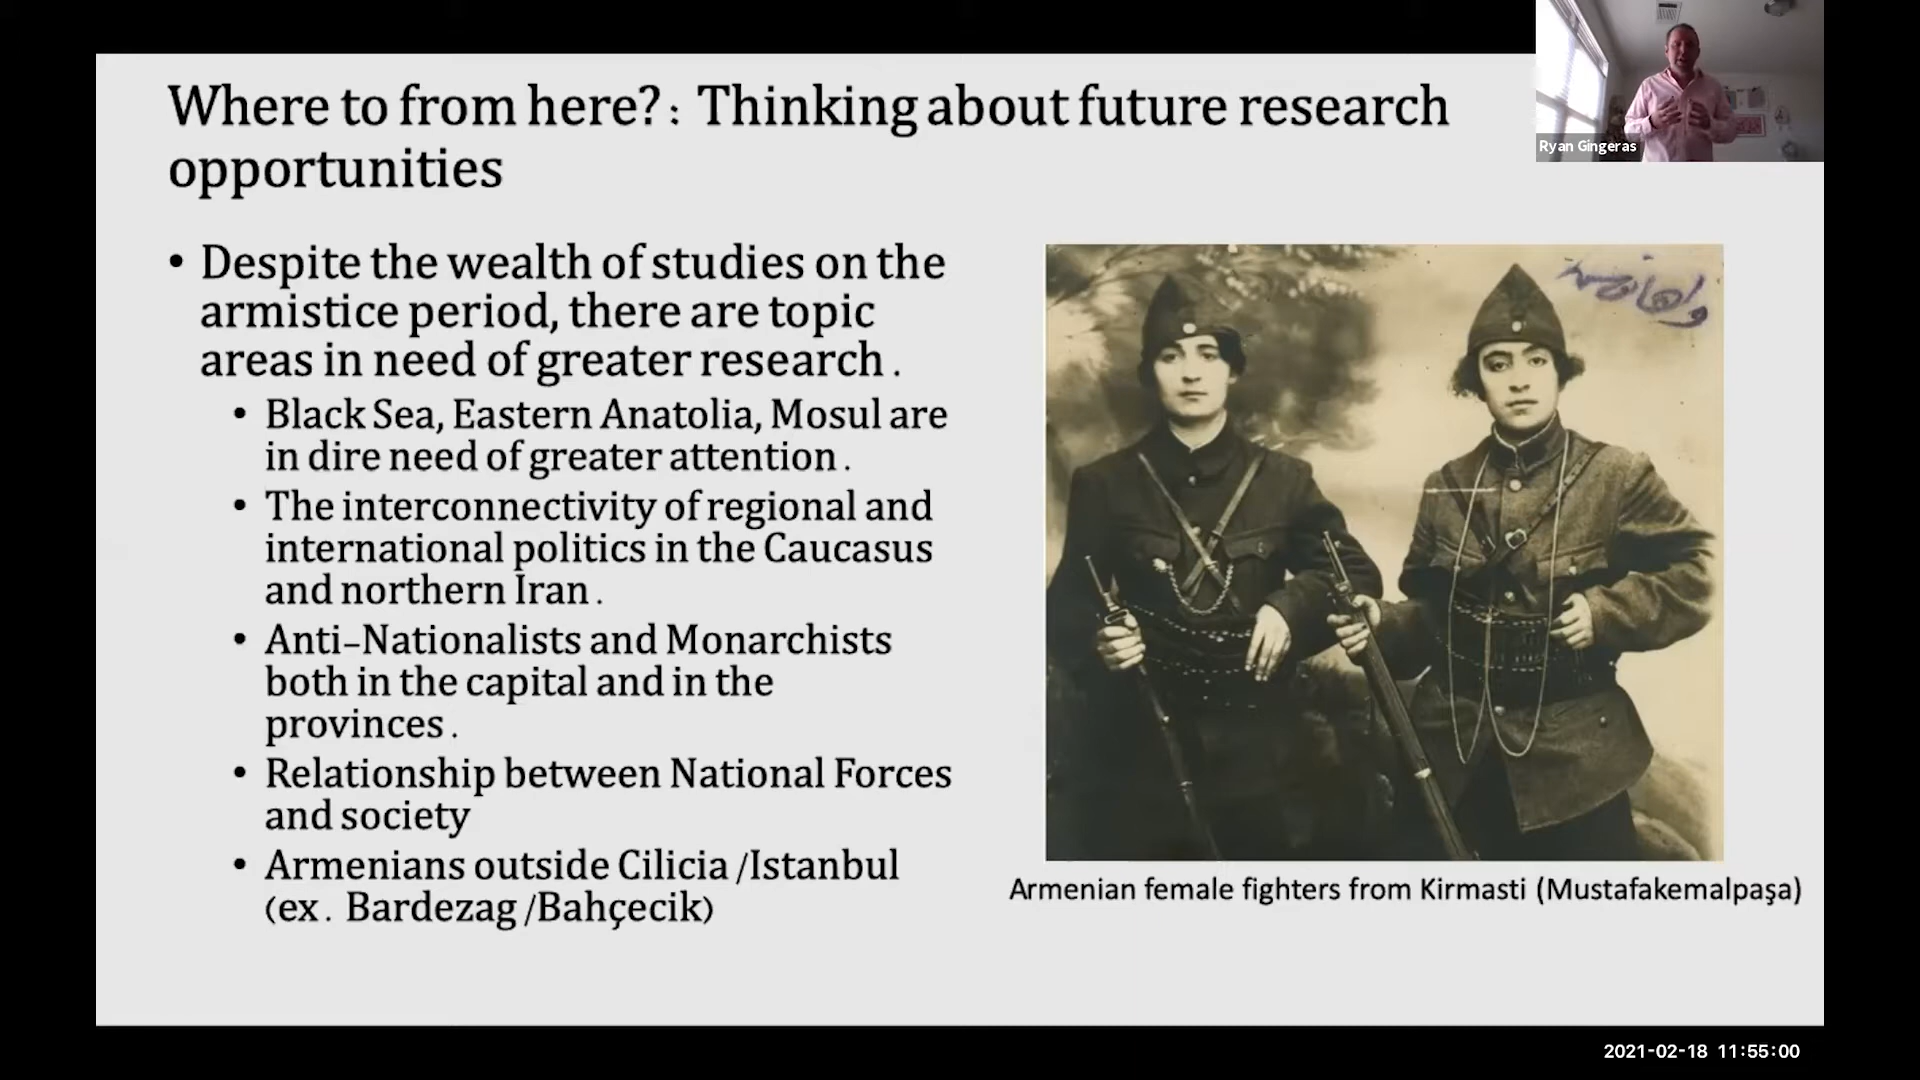 Where to from here?: Thinking about future research
opportunities
Ryan Gingeras
• Despite the wealth of studies on the
armistice period, there are topic
areas in need of greater research.
• Black Sea, Eastern Anatolia, Mosul are
in dire need of greater attention.
• The interconnectivity of regional and
international politics in the Caucasus
and northern Iran.
• Anti-Nationalists and Monarchists
both in the capital and in the
provinces.
• Relationship between National Forces
and society
• Armenians outside Cilicia/Istanbul
(ex. Bardezag/Bahçecik)
Armenian female fighters from Kirmasti (Mustafakemalpaşa)
2021-02-18 11:55:00